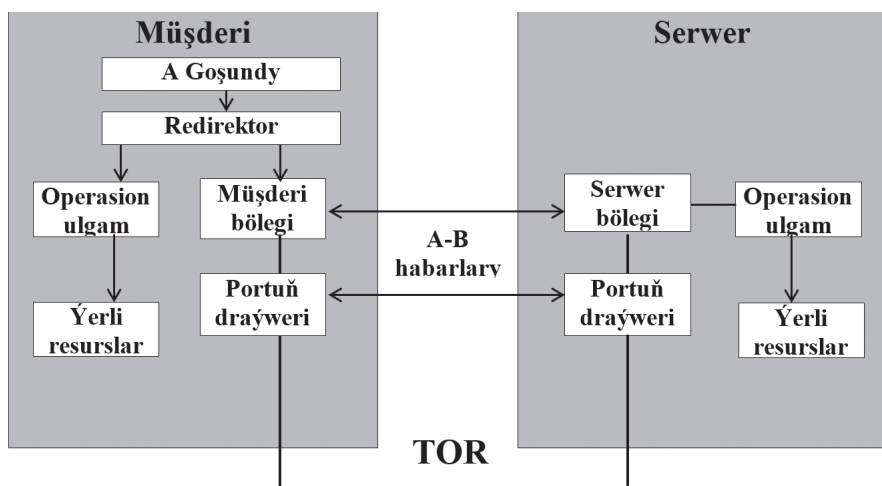 Müşderi
A Goşundy
Redirektor
Operasion
ulgam
Müşderi
bölegi
Ýerli
resurslar
Portuň
draýweri
A-B
habarlary
TOR
Serwer
Serwer
bölegi
Operasion
ulgam
Portuň
draýweri
Ýerli
resurslar